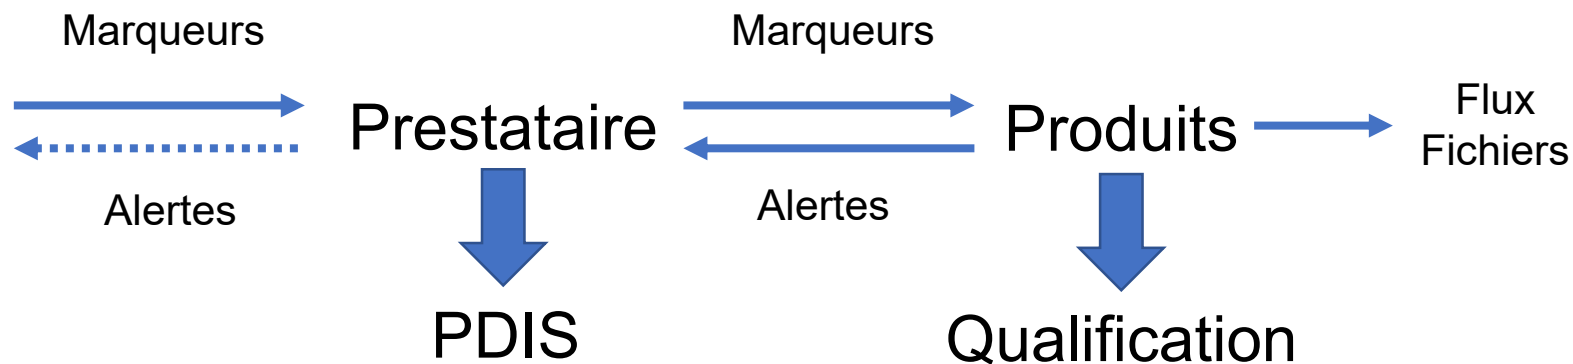 Marqueurs
Marqueurs
Prestataire
Produits
Flux
Fichiers
Alertes
Alertes
PDIS
Qualification